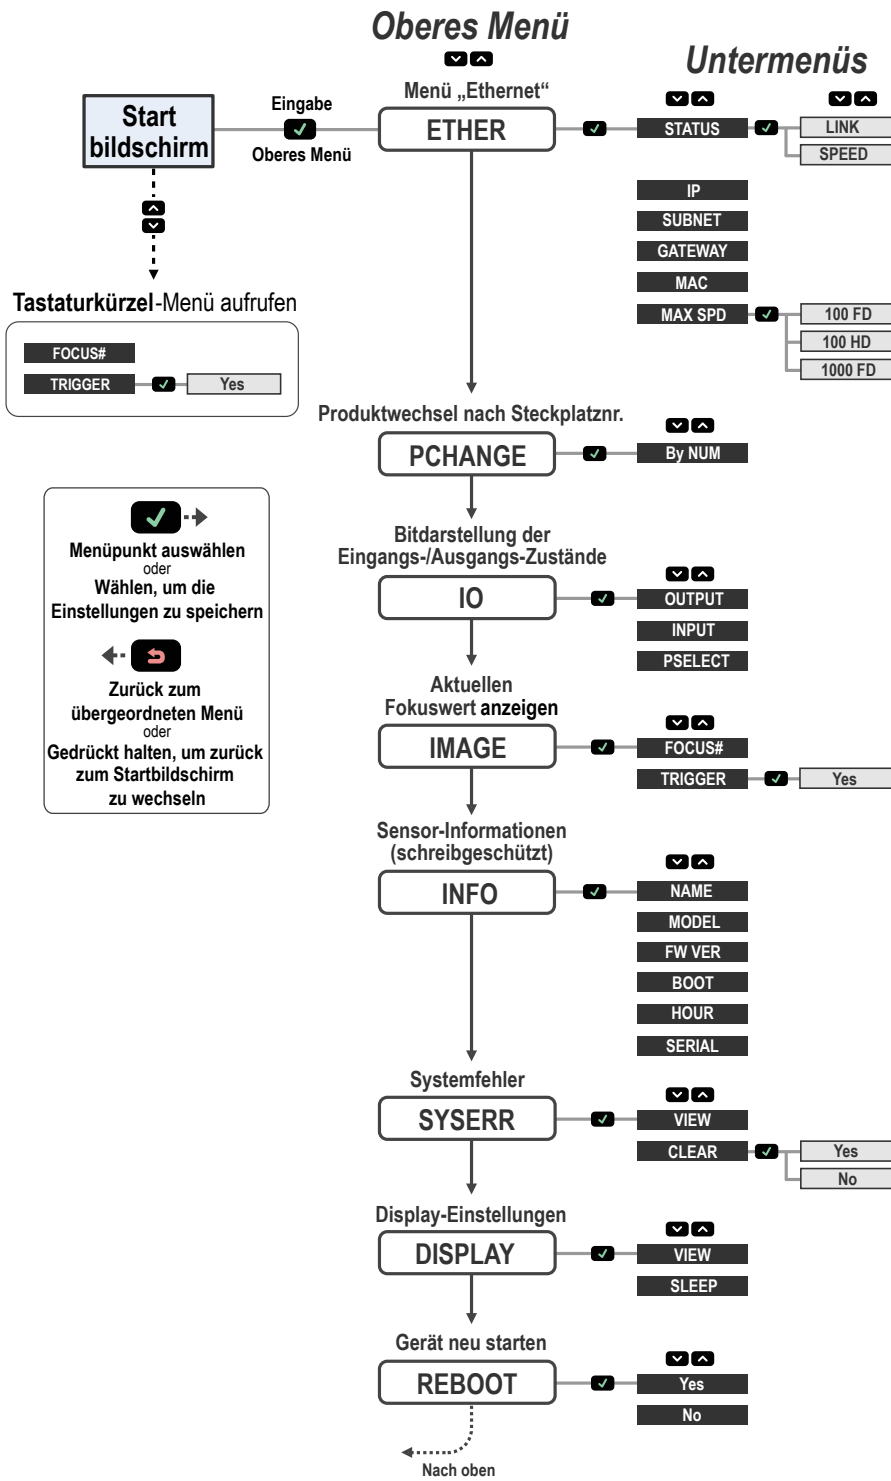 Oberes Menü
Untermenüs
Start
bildschirm
Eingabe
Oberes Menü
Menü „Ethernet“
ETHER
STATUS
LINK
SPEED
IP
SUBNET
GATEWAY
MAC
MAX SPD
100 FD
100 HD
1000 FD
Tastaturkürzel-Menü aufrufen
FOCUS#
TRIGGER
Yes
Produktwechsel nach Steckplatznr.
PCHANGE
By NUM
Menüpunkt auswählen
oder
Wählen, um die
Einstellungen zu speichern
Zurück zum
übergeordneten Menü
oder
Gedrückt halten, um zurück
zum Startbildschirm
zu wechseln
Bitdarstellung der
Eingangs-/Ausgangs-Zustände
IO
OUTPUT
INPUT
PSELECT
Aktuellen
Fokuswert anzeigen
IMAGE
FOCUS#
TRIGGER
Yes
Sensor-Informationen
(schreibgeschützt)
INFO
NAME
MODEL
FW VER
BOOT
HOUR
SERIAL
Systemfehler
SYSERR
VIEW
CLEAR
Yes
No
Display-Einstellungen
DISPLAY
VIEW
SLEEP
Gerät neu starten
REBOOT
Yes
No
Nach oben